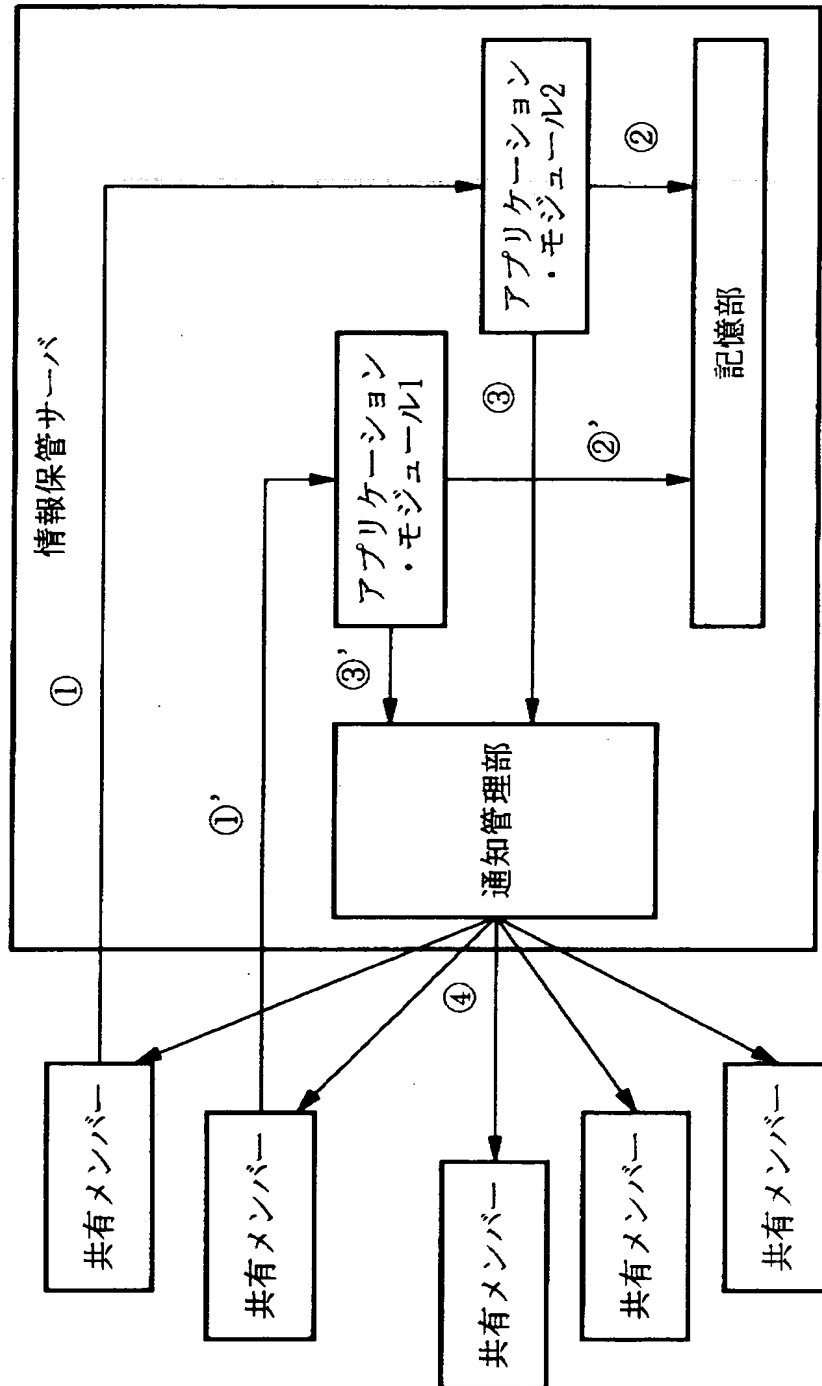 情報保管サーバ
共有メンバー
共有メンバー
共有メンバー
共有メンバー
共有メンバー
①
①’
④
通知管理部
③’
③
アプリケーション
・モジュール1
アプリケーション
・モジュール2
②’
②
記憶部